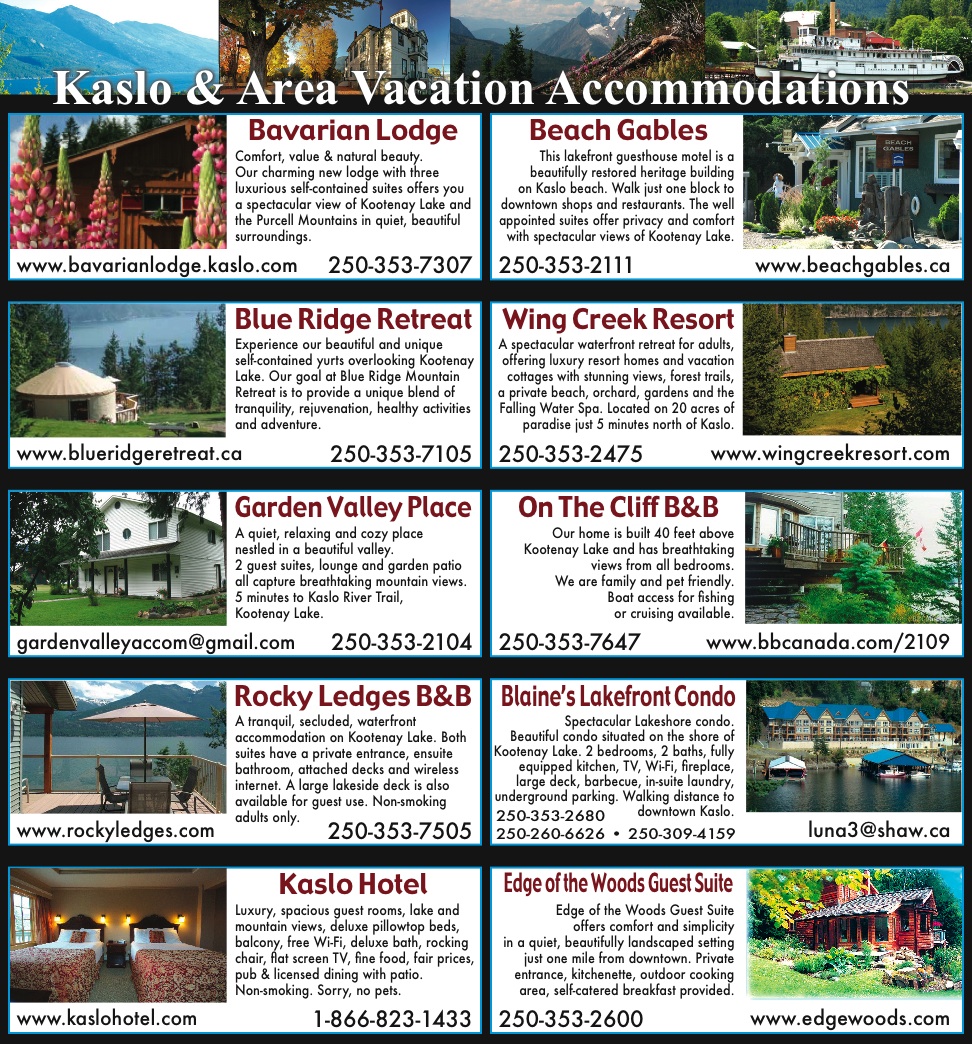 Kaslo & Area Vacation Accommodations
Bavarian Lodge
Comfort, value & natural beauty.
Our charming new lodge with three
luxurious self-contained suites offers you
a spectacular view of Kootenay Lake and
the Purcell Mountains in quiet, beautiful
surroundings.
www.bavarianlodge.kaslo.com 250-353-7307
Beach Gables
This lakefront guesthouse motel is a
beautifully restored heritage building
on Kaslo beach. Walk just one block to
downtown shops and restaurants. The well
appointed suites offer privacy and comfort
with spectacular views of Kootenay Lake.
BEACH
GABLES
250-353-2111 www.beachgables.ca
Blue Ridge Retreat
Experience our beautiful and unique
self-contained yurts overlooking Kootenay
Lake. Our goal at Blue Ridge Mountain
Retreat is to provide a unique blend of
tranquility, rejuvenation, healthy activities
and adventure.
www.blueridgeretreat.ca 250-353-7105
Wing Creek Resort
A spectacular waterfront retreat for adults,
offering luxury resort homes and vacation
cottages with stunning views, forest trails,
a private beach, orchard, gardens and the
Falling Water Spa. Located on 20 acres of
paradise just 5 minutes north of Kaslo.
250-353-2475 www.wingcreekresort.com
Garden Valley Place
A quiet, relaxing and cozy place
nestled in a beautiful valley.
2 guest suites, lounge and garden patio
all capture breathtaking mountain views.
5 minutes to Kaslo River Trail,
Kootenay Lake.
gardenvalleyaccom@gmail.com 250-353-2104
On The Cliff B&B
Our home is built 40 feet above
Kootenay Lake and has breathtaking
views from all bedrooms.
We are family and pet friendly.
Boat access for fishing
or cruising available.
250-353-7647 www.bbcanada.com/2109
Rocky Ledges B&B
A tranquil, secluded, waterfront
accommodation on Kootenay Lake. Both
suites have a private entrance, ensuite
bathroom, attached decks and wireless
internet. A large lakeside deck is also
available for guest use. Non-smoking
adults only.
www.rockyledges.com 250-353-7505
Blaine's Lakefront Condo
Spectacular Lakeshore condo.
Beautiful condo situated on the shore of
Kootenay Lake. 2 bedrooms, 2 baths, fully
equipped kitchen, TV, Wi-Fi, fireplace,
large deck, barbecue, in-suite laundry,
underground parking. Walking distance to
downtown Kaslo.
250-353-2680
250-260-6626 • 250-309-4159 luna3@shaw.ca
Kaslo Hotel
Luxury, spacious guest rooms, lake and
mountain views, deluxe pillowtop beds,
balcony, free Wi-Fi, deluxe bath, rocking
chair, flat screen TV, fine food, fair prices,
pub & licensed dining with patio.
Non-smoking. Sorry, no pets.
www.kaslohotel.com 1-866-823-1433
Edge of the Woods Guest Suite
Edge of the Woods Guest Suite
offers comfort and simplicity
in a quiet, beautifully landscaped setting
just one mile from downtown. Private
entrance, kitchenette, outdoor cooking
area, self-catered breakfast provided.
250-353-2600 www.edgewoods.com